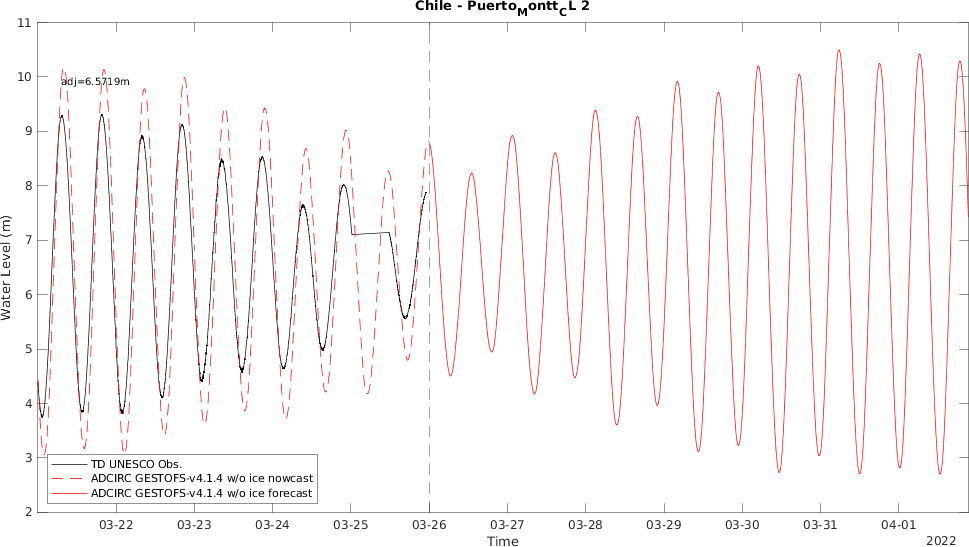 Chile - Puerto_Montt_CL 2
adj=6.5719m
Water Level (m)
11
10
9
8
7
6
5
4
3
2
TD UNESCO Obs.
ADCIRC GESTOFS-v4.1.4 w/o ice nowcast
ADCIRC GESTOFS-v4.1.4 w/o ice forecast
03-22 03-23 03-24 03-25 03-26 03-27 03-28 03-29 03-30 03-31 04-01
Time
2022